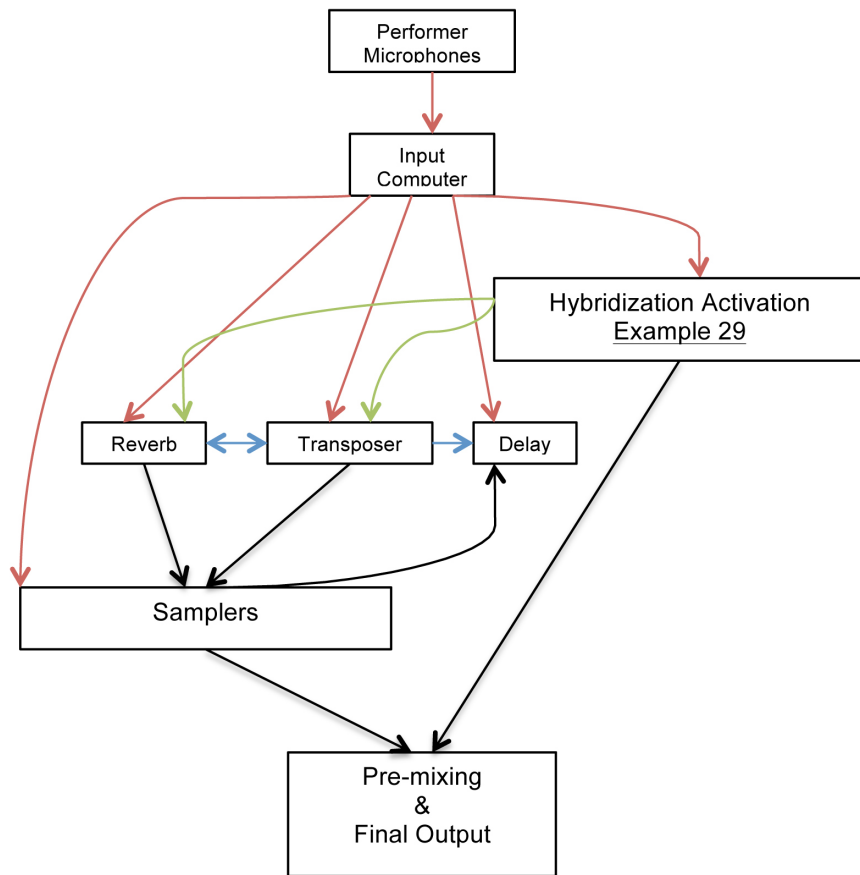 Performer
Microphones
Input
Computer
Hybridization Activation
Example 29
Reverb
Transposer
Delay
Samplers
Pre-mixing
&
Final Output